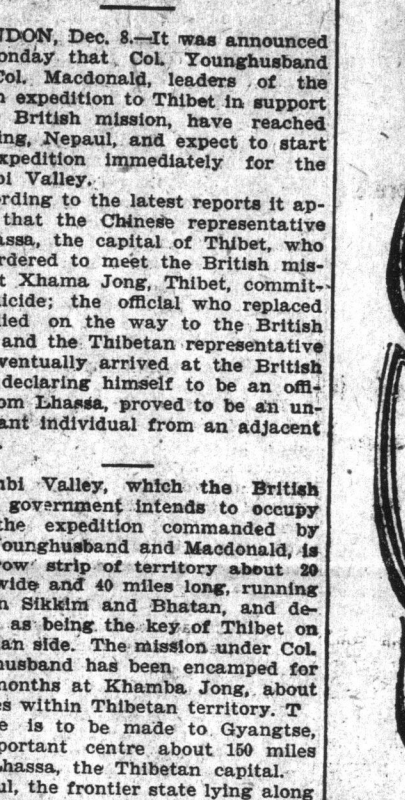 NDON, Dec. 8.—It was announced
onday that Col. Younghusband
Col. Macdonald, leaders of the
n expedition to Thibet in support
British mission, have reached
ing, Nepaul, and expect to start
xpedition immediately for the
bi Valley.
rding to the latest reports it ap-
that the Chinese representative
assa, the capital of Thibet, who
rdered to meet the British mis-
t Xhama Jong, Thibet, commit-
icide; the official who replaced
ied on the way to the British
and the Thibetan representative
ventually arrived at the British
declaring himself to be an offi-
om Lhassa, proved to be an un-
ant individual from an adjacent
mbi Valley, which the British
government intends to occupy
the expedition commanded by
ounghusband and Macdonald, is
row strip of territory about 20
wide and 40 miles long, running
n Sikkim and Bhatan, and de-
as being the key of Thibet on
an side. The mission under Col.
husband has been encamped for
months at Khamba Jong, about
es within Thibetan territory. T
e is to be made to Gyangtse,
portant centre about 150 miles
Lhassa, the Thibetan capital.
ul, the frontier state lying along